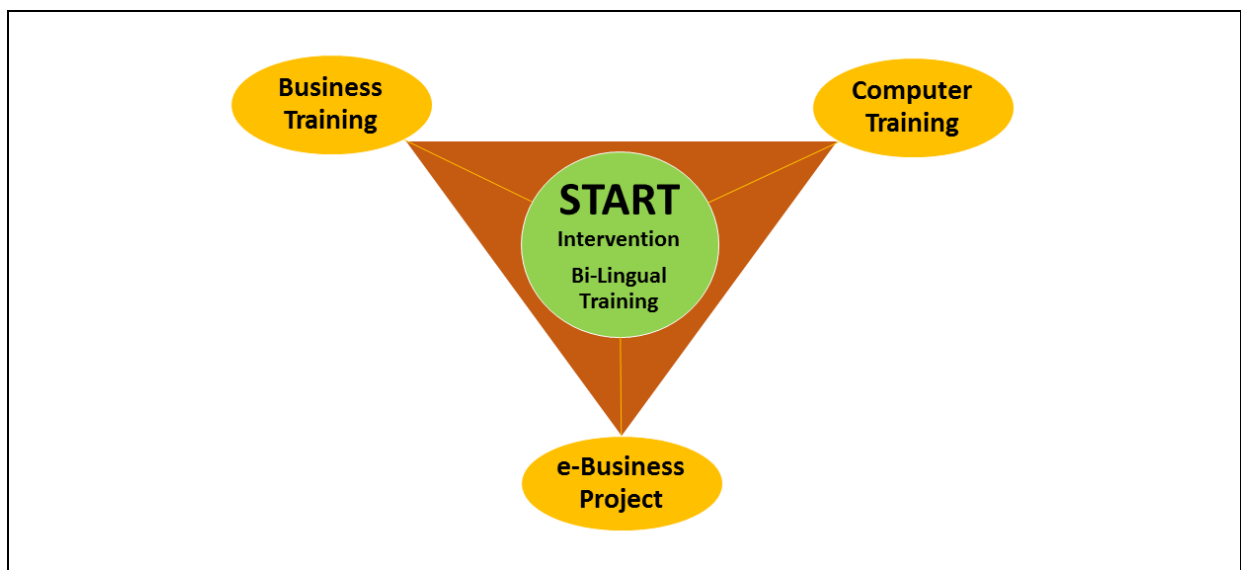 Business
Training
Computer
Training
START
Intervention
Bi-Lingual
Training
e-Business
Project